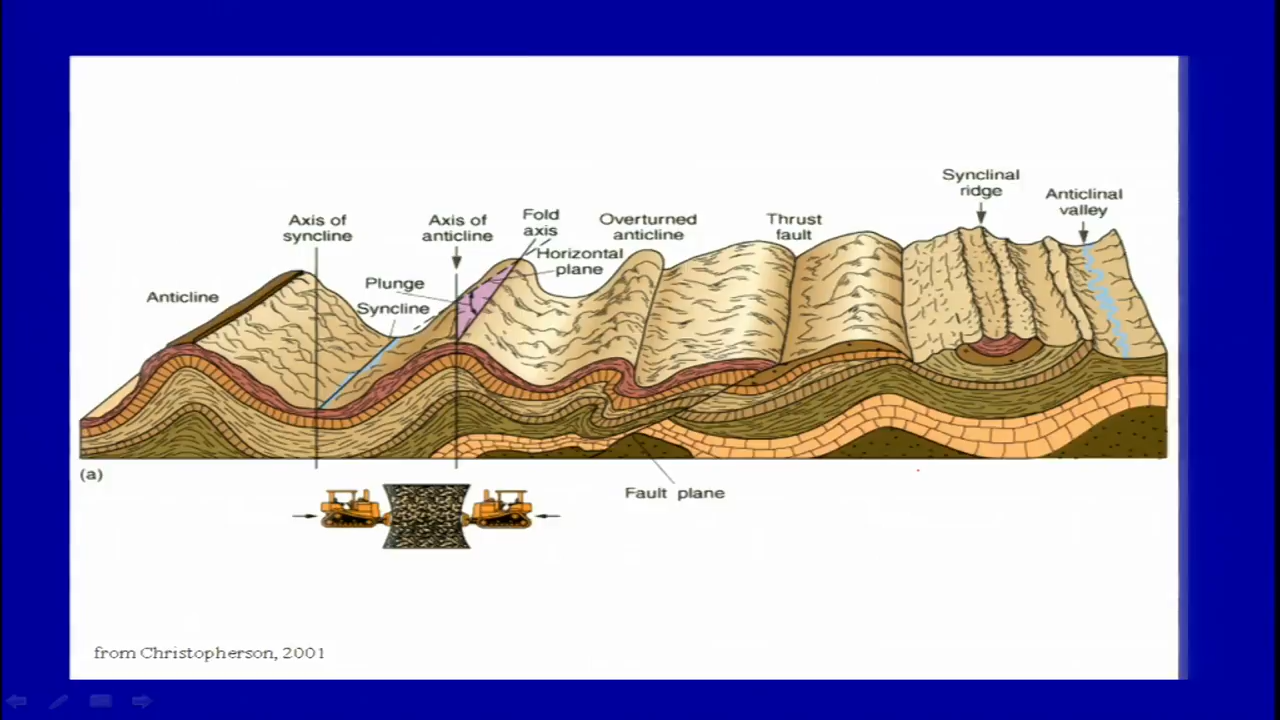 Synclinal
ridge
Anticlinal
valley
Axis of
syncline
Axis of
anticline
Fold
axis
Overturned
anticline
Thrust
fault
Horizontal
plane
Plunge
Anticline
Syncline
(a)
Fault plane
from Christopherson, 2001